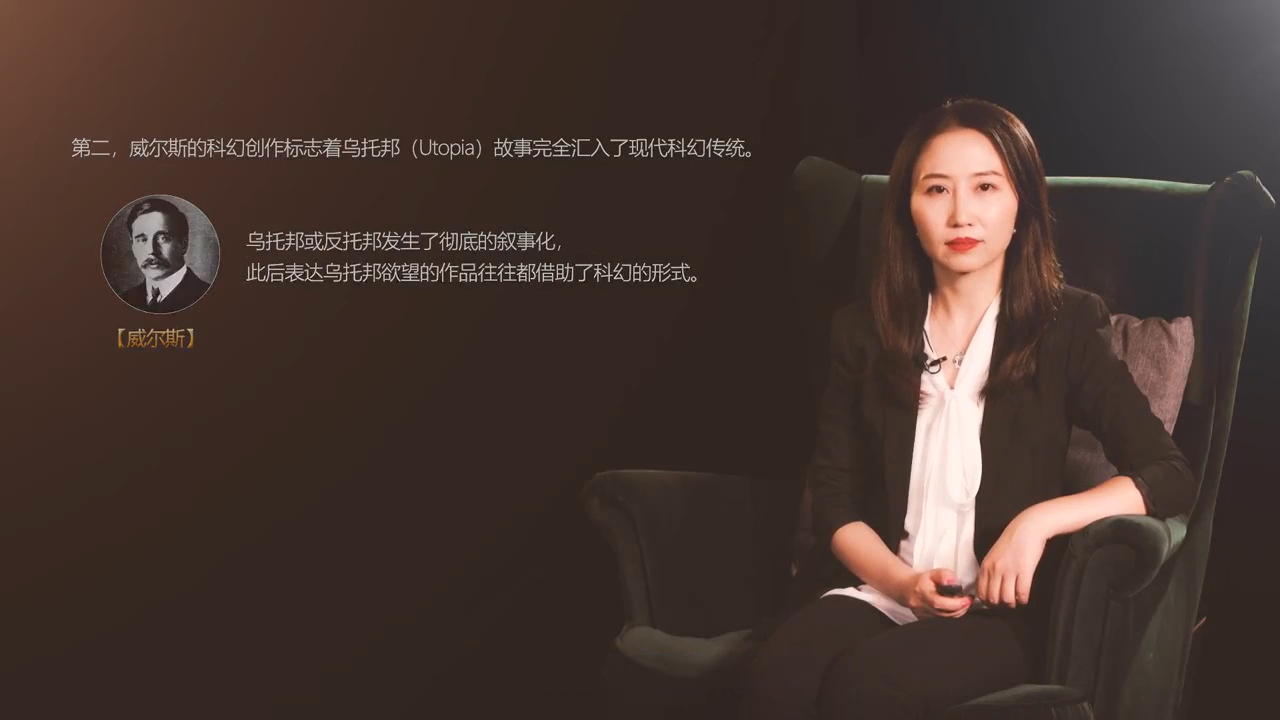 第二，威尔斯的科幻创作标志着乌托邦（Utopia）故事完全汇入了现代科幻传统。
乌托邦或反托邦发生了彻底的叙事化，
此后表达乌托邦欲望的作品往往都借助了科幻的形式。
【威尔斯】